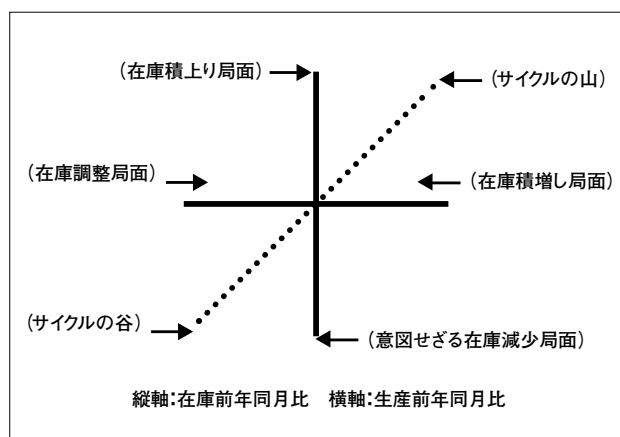 (在庫積上り局面)
(サイクルの山)
(在庫調整局面)
(在庫積増し局面)
(サイクルの谷)
(意図せざる在庫減少局面)
縦軸:在庫前年同月比　横軸:生産前年同月比